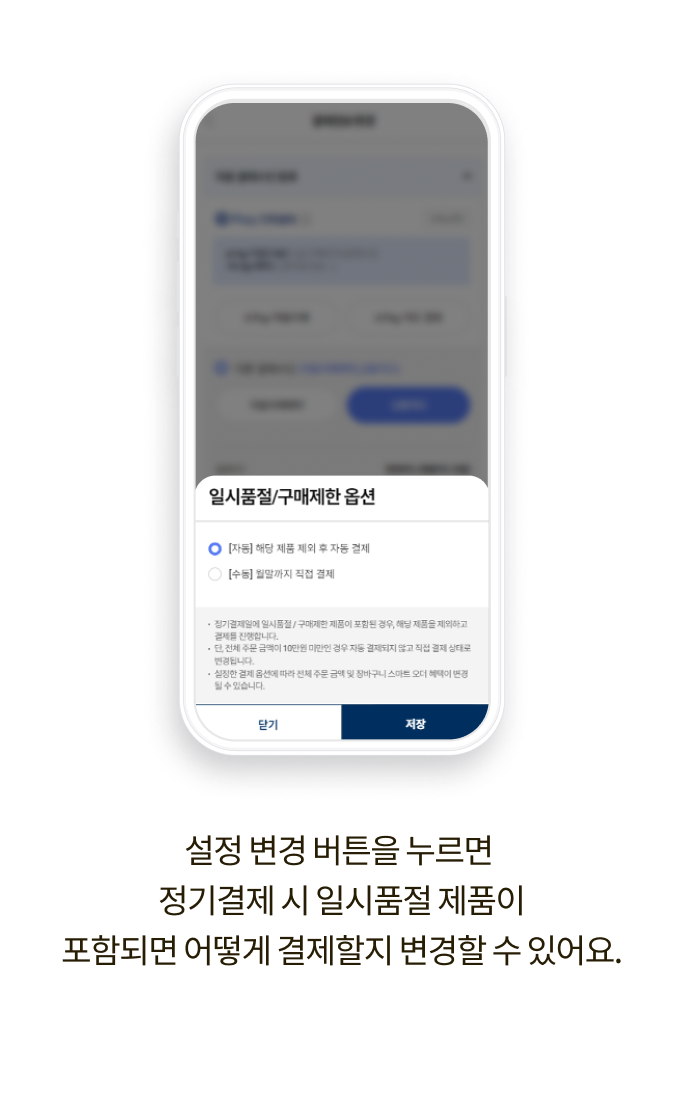 일시품절/구매제한 옵션
[자동] 해당 제품 제외 후 자동 결제
[수동] 월말까지 직접 결제
• 정기결제일에 일시품절 / 구매제한 제품이 포함된 경우, 해당 제품을 제외하고
결제를 진행합니다.
• 단, 전체 주문 금액이 10만원 미만인 경우 자동 결제되지 않고 직접 결제 상태로
변경됩니다.
• 설정한 결제 옵션에 따라 전체 주문 금액 및 장바구니 스마트 오더 혜택이 변경
될 수 있습니다.
닫기
저장
설정 변경 버튼을 누르면
정기결제 시 일시품절 제품이
포함되면 어떻게 결제할지 변경할 수 있어요.